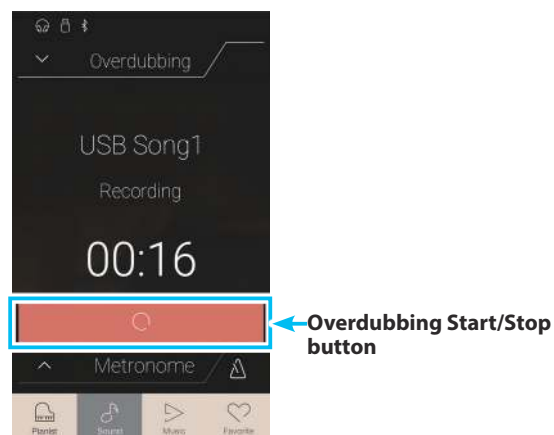 Overdubbing
USB Song1
Recording
00:16
Overdubbing Start/Stop
button
Metronome
Pianist
Sound
Music
Favorite